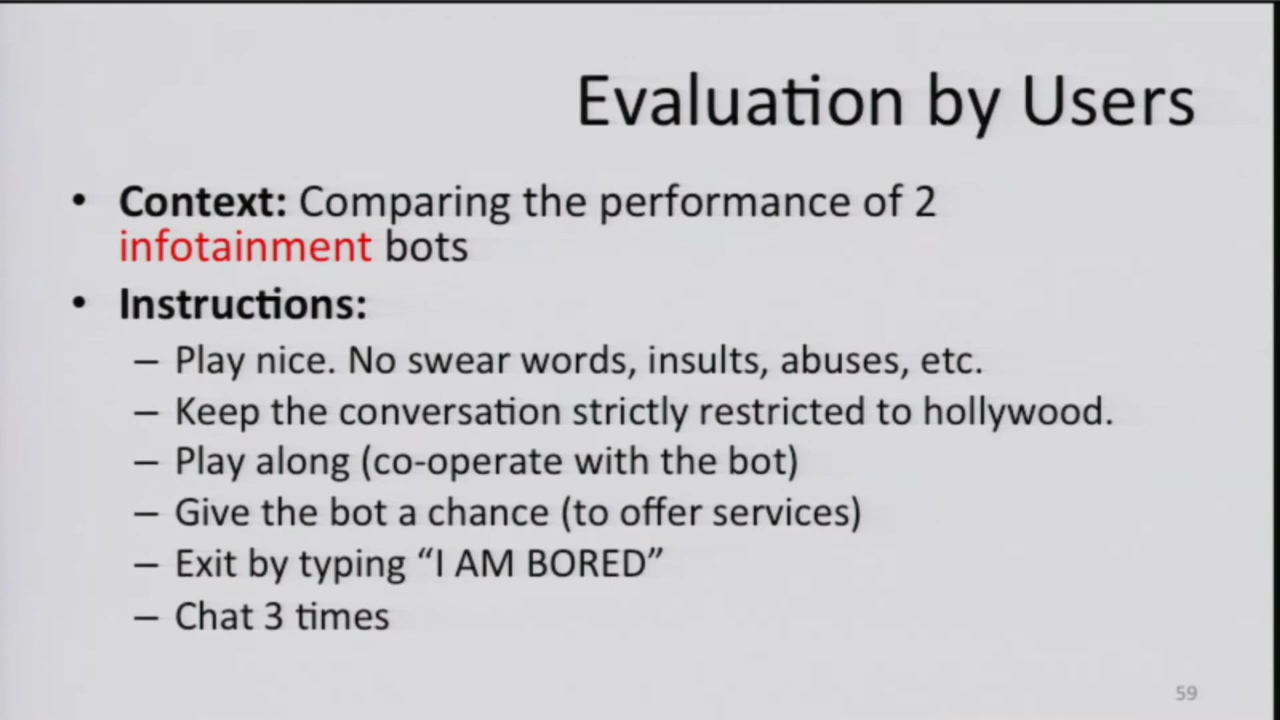 Evaluation by Users
• Context: Comparing the performance of 2
infotainment bots
• Instructions:
– Play nice. No swear words, insults, abuses, etc.
– Keep the conversation strictly restricted to hollywood.
– Play along (co-operate with the bot)
– Give the bot a chance (to offer services)
– Exit by typing “I AM BORED”
– Chat 3 times
59